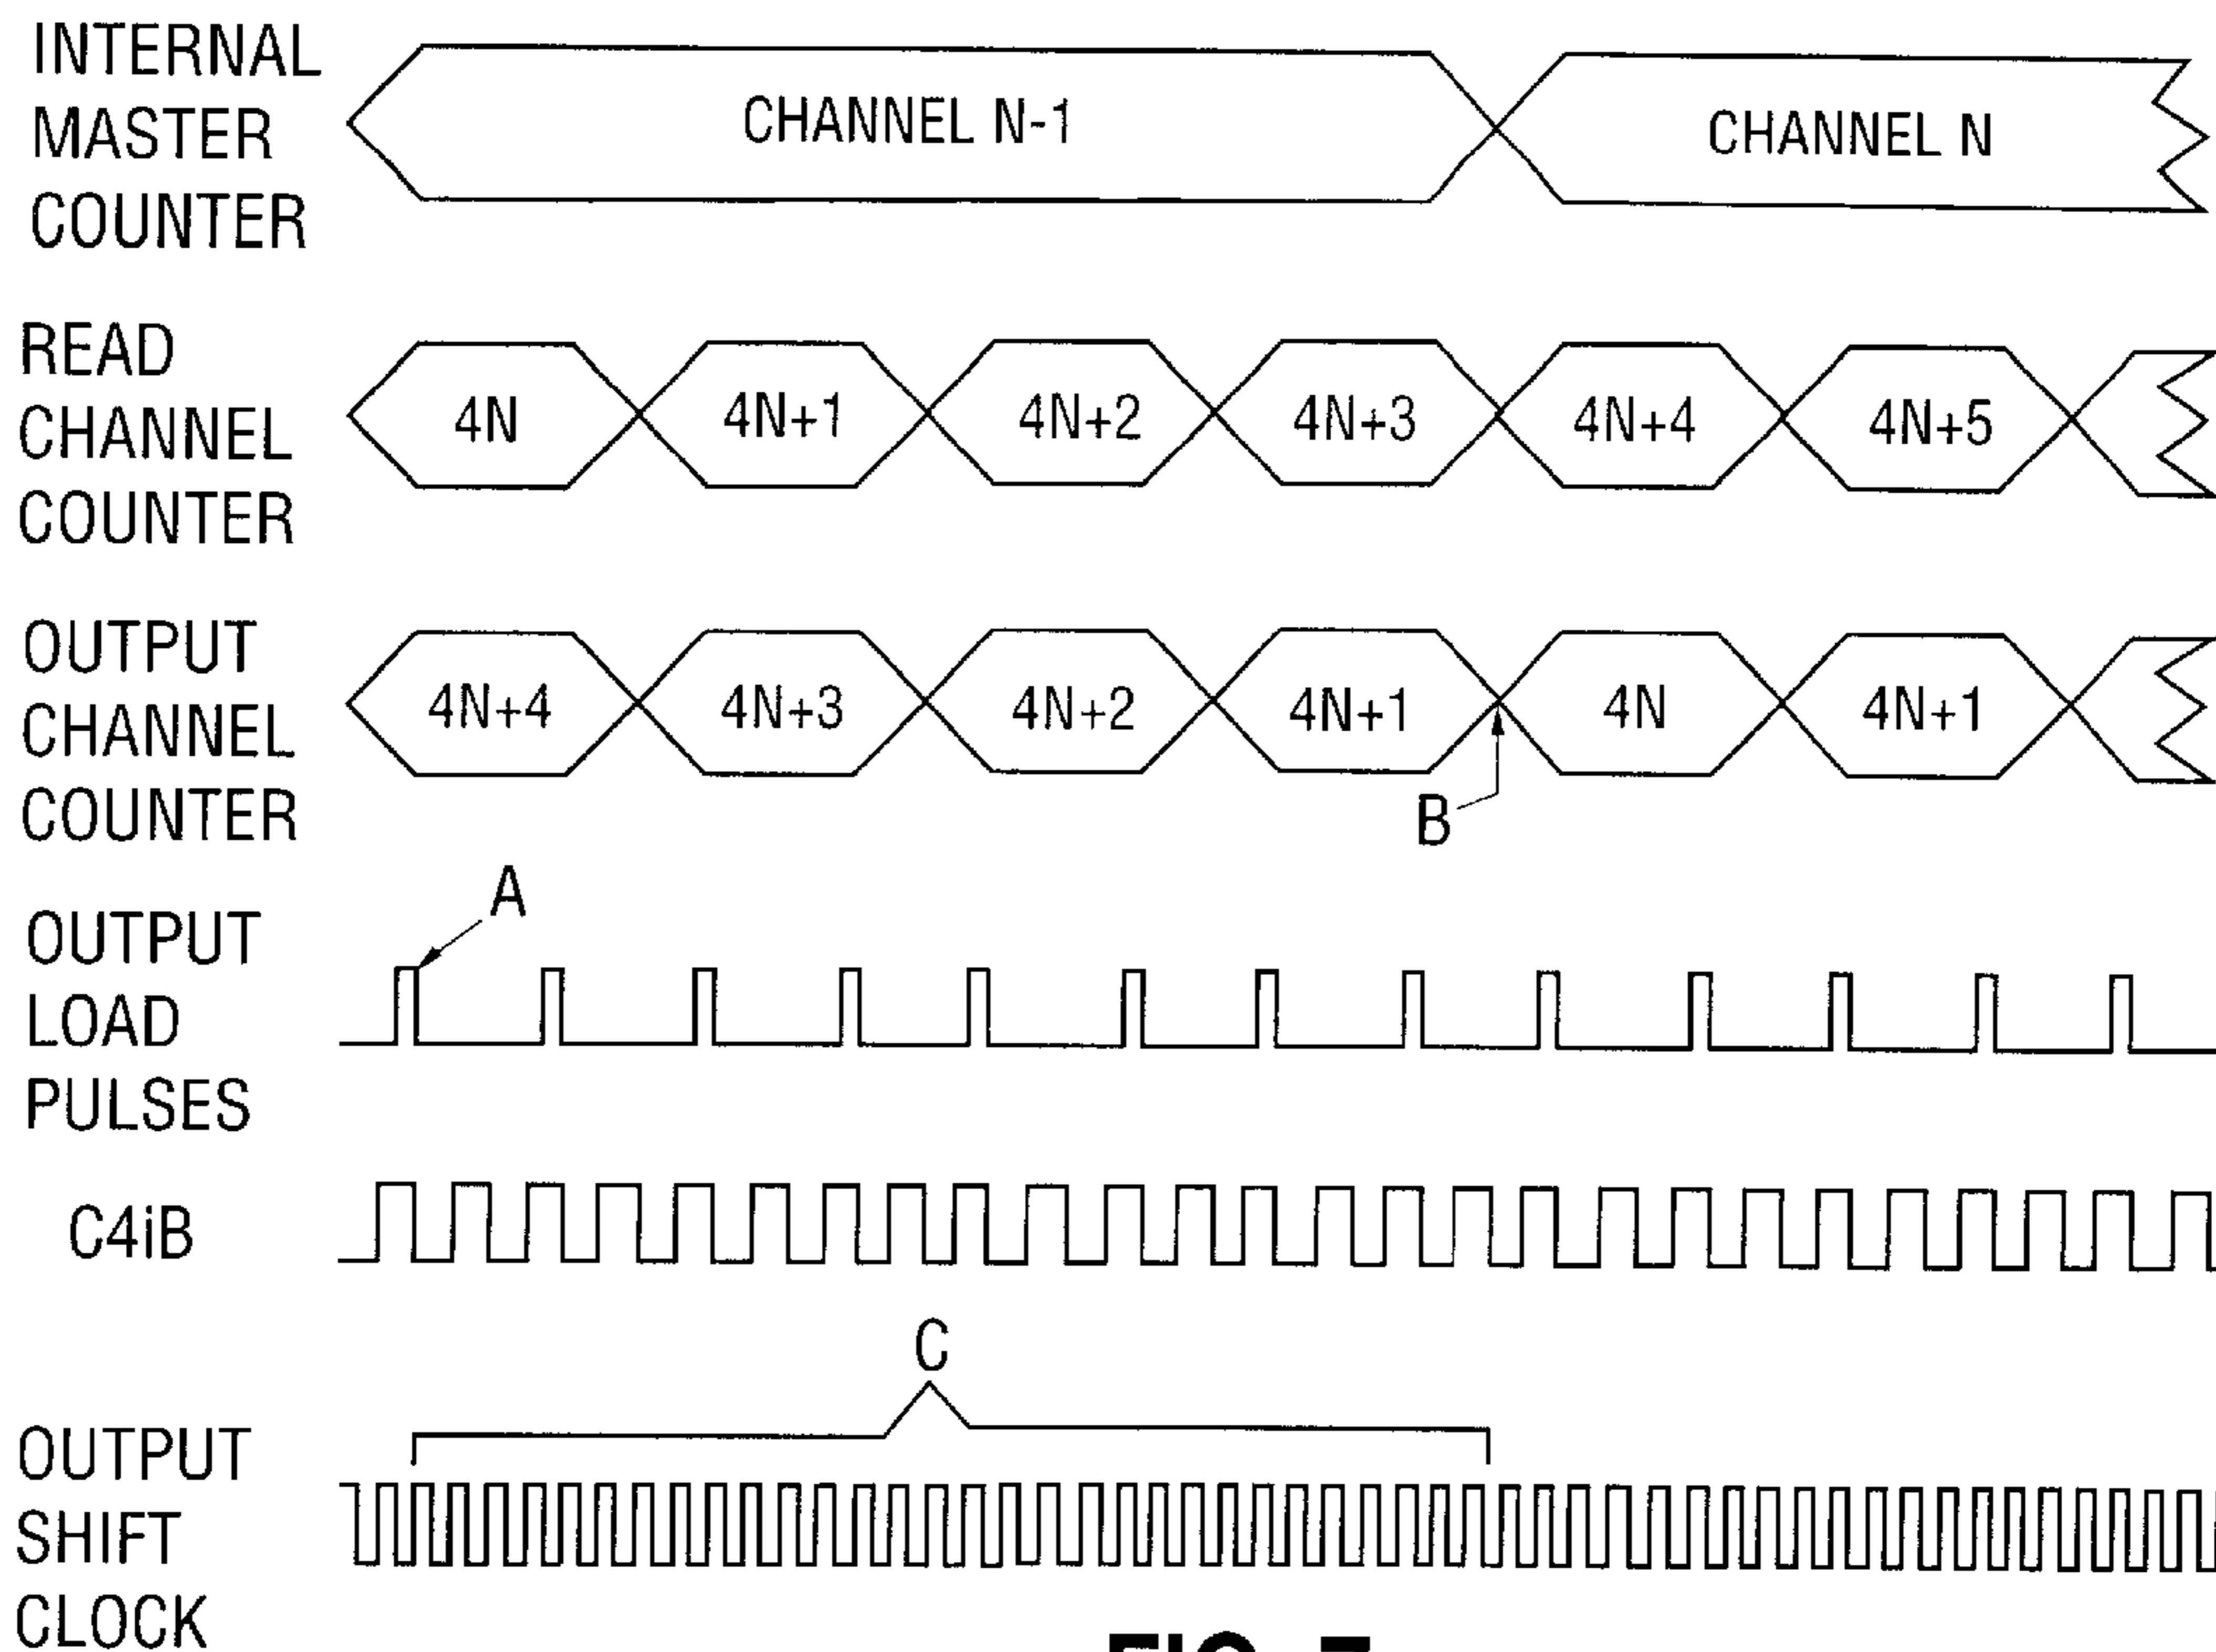 INTERNAL
MASTER
COUNTER
CHANNEL N-1
CHANNEL N
READ
CHANNEL
COUNTER
4N
4N+1
4N+2
4N+3
4N+4
4N+5
OUTPUT
CHANNEL
COUNTER
4N+4
4N+3
4N+2
4N+1
4N
4N+1
B
A
OUTPUT
LOAD
PULSES
C4iB
C
OUTPUT
SHIFT
CLOCK